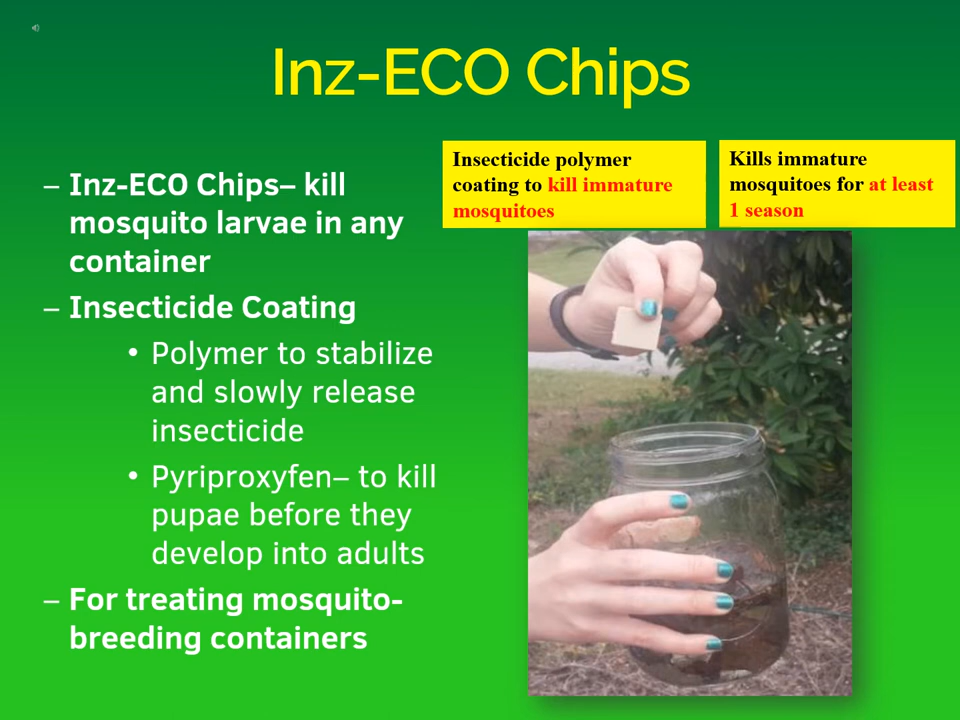 Inz-ECO Chips
– Inz-ECO Chips– kill
mosquito larvae in any
container
– Insecticide Coating
• Polymer to stabilize
and slowly release
insecticide
• Pyriproxyfen– to kill
pupae before they
develop into adults
– For treating mosquito-
breeding containers
Insecticide polymer
coating to kill immature
mosquitoes
Kills immature
mosquitoes for at least
1 season